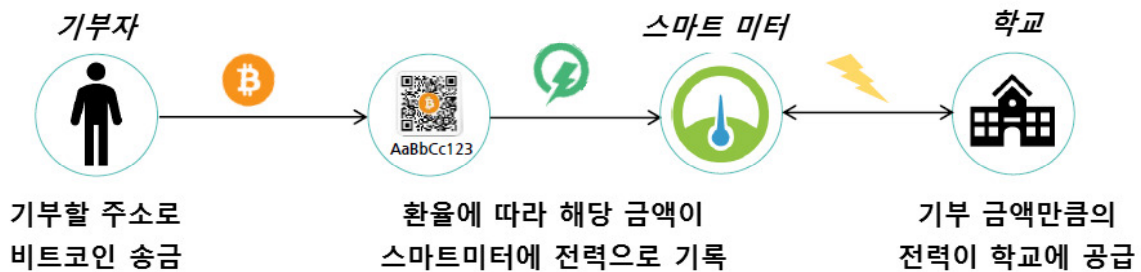 기부자
스마트 미터
학교
AaBbCc123
기부할 주소로
비트코인 송금
환율에 따라 해당 금액이
스마트미터에 전력으로 기록
기부 금액만큼의
전력이 학교에 공급